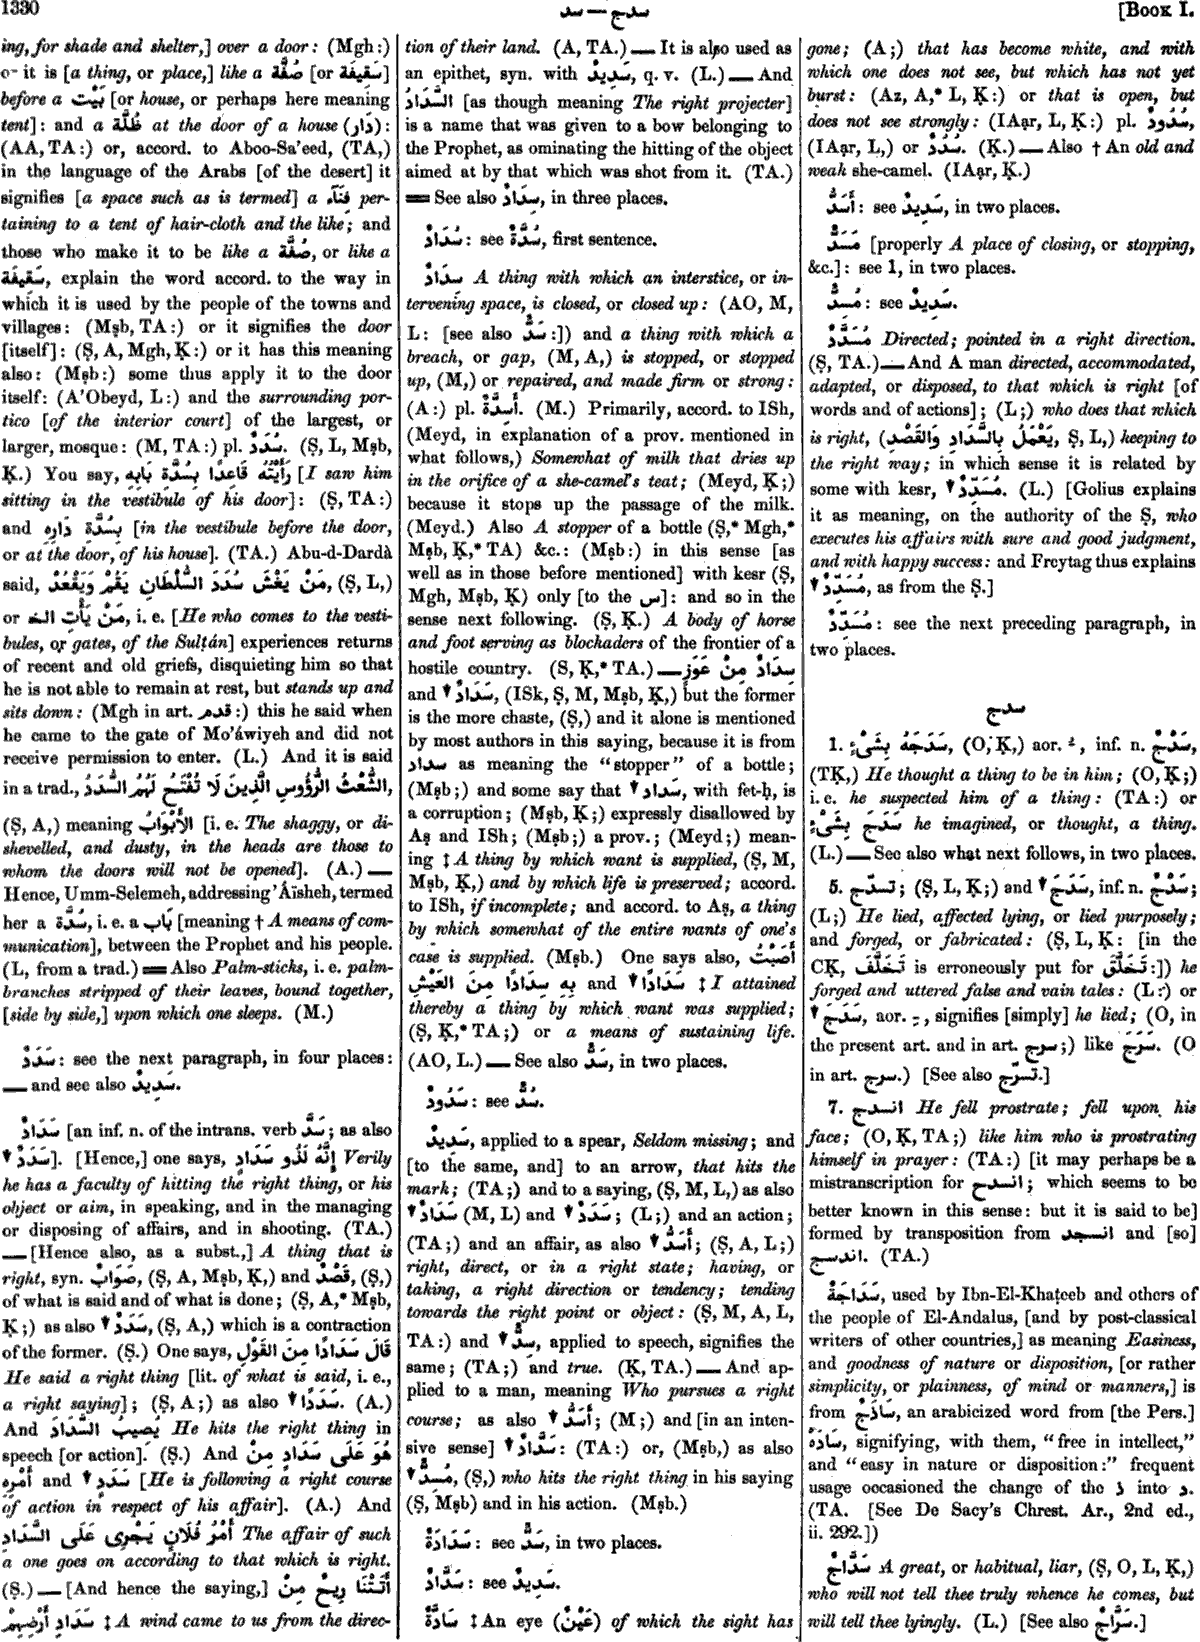 1330
سدج — سد
[BOOK I.
ing, for shade and shelter,] over a door: (Mgh:)
or it is [a thing, or place,] like a صُفَّة [or سَقِيفَة]
before a بَيْت [or house, or perhaps here meaning
tent]: and a ظُلَّة at the door of a house (دَار):
(AA, TA:) or, accord. to Aboo-Sa'eed, (TA,)
in the language of the Arabs [of the desert] it
signifies [a space such as is termed] a فِنَآء per-
taining to a tent of hair-cloth and the like; and
those who make it to be like a صُفَّة, or like a
سَقِيفَة, explain the word accord. to the way in
which it is used by the people of the towns and
villages: (Mṣb, TA:) or it signifies the door
[itself]: (Ṣ, A, Mgh, Ḳ:) or it has this meaning
also: (Mṣb:) some thus apply it to the door
itself: (A'Obeyd, L:) and the surrounding por-
tico [of the interior court] of the largest, or
larger, mosque: (M, TA:) pl. سُدَدٌ. (Ṣ, L, Mṣb,
Ḳ.) You say, رَأَيْتُهُ قَاعِدًا بِسُدَّةِ بَابِهِ [I saw him
sitting in the vestibule of his door]: (Ṣ, TA:)
and بِسُدَّةِ دَارِهِ [in the vestibule before the door,
or at the door, of his house]. (TA.) Abu-d-Dardà
said, مَنْ يَغْشَ سُدَدَ السُّلْطَانِ يَقُمْ وَيَقْعُدْ, (Ṣ, L,)
or مَنْ يَأْتِ الخ, i. e. [He who comes to the vesti-
bules, or gates, of the Sulṭán] experiences returns
of recent and old griefs, disquieting him so that
he is not able to remain at rest, but stands up and
sits down: (Mgh in art. قدم:) this he said when
he came to the gate of Mo'áwiyeh and did not
receive permission to enter. (L.) And it is said
in a trad., الشُّعْثُ الرُّؤُوسِ الَّذِينَ لَا تُفْتَحُ لَهُمُ السُّدَدُ,
(Ṣ, A,) meaning الأَبْوَابُ [i. e. The shaggy, or di-
shevelled, and dusty, in the heads are those to
whom the doors will not be opened]. (A.) —
Hence, Umm-Selemeh, addressing 'Áïsheh, termed
her a سُدَّة, i. e. a بَاب [meaning † A means of com-
munication], between the Prophet and his people.
(L, from a trad.) = Also Palm-sticks, i. e. palm-
branches stripped of their leaves, bound together,
[side by side,] upon which one sleeps. (M.)
سَدَدٌ: see the next paragraph, in four places:
— and see also سَدِيدٌ.
سَدَادٌ [an inf. n. of the intrans. verb سَدَّ; as also
▼ سَدَدٌ]. [Hence,] one says, إِنَّهُ لَذُو سَدَادٍ Verily
he has a faculty of hitting the right thing, or his
object or aim, in speaking, and in the managing
or disposing of affairs, and in shooting. (TA.)
— [Hence also, as a subst.,] A thing that is
right, syn. صَوَابٌ, (Ṣ, A, Mṣb, Ḳ,) and قَصْدٌ, (Ṣ,)
of what is said and of what is done; (Ṣ, A,* Mṣb,
Ḳ;) as also ▼ سَدَدٌ, (Ṣ, A,) which is a contraction
of the former. (Ṣ.) One says, قَالَ سَدَادًا مِنَ القَوْلِ
He said a right thing [lit. of what is said, i. e.,
a right saying]; (Ṣ, A;) as also ▼ سَدَدًا. (A.)
And يُصِيبُ السَّدَادَ He hits the right thing in
speech [or action]. (Ṣ.) And هُوَ عَلَى سَدَادٍ مِنْ
أَمْرِهِ and ▼ سَدَدٍ [He is following a right course
of action in respect of his affair]. (A.) And
أَمْرُ فُلَانٍ يَجْرِى عَلَى السَّدَادِ The affair of such
a one goes on according to that which is right.
(Ṣ.) — [And hence the saying,] أَتَتْنَا رِيحٌ مِنْ
سَدَادِ أَرْضِهِمْ ‡ A wind came to us from the direc-
tion of their land. (A, TA.) — It is also used as
an epithet, syn. with سَدِيدٌ, q. v. (L.) — And
السَّدَادُ [as though meaning The right projecter]
is a name that was given to a bow belonging to
the Prophet, as ominating the hitting of the object
aimed at by that which was shot from it. (TA.)
= See also سِدَادٌ, in three places.
سُدَادٌ: see سُدَّةٌ, first sentence.
سِدَادٌ A thing with which an interstice, or in-
tervening space, is closed, or closed up: (AO, M,
L: [see also سَدٌّ:]) and a thing with which a
breach, or gap, (M, A,) is stopped, or stopped
up, (M,) or repaired, and made firm or strong:
(A:) pl. أَسِدَّةٌ. (M.) Primarily, accord. to ISh,
(Meyd, in explanation of a prov. mentioned in
what follows,) Somewhat of milk that dries up
in the orifice of a she-camel's teat; (Meyd, Ḳ;)
because it stops up the passage of the milk.
(Meyd.) Also A stopper of a bottle (Ṣ,* Mgh,*
Mṣb, Ḳ,* TA) &c.: (Mṣb:) in this sense [as
well as in those before mentioned] with kesr (Ṣ,
Mgh, Mṣb, Ḳ) only [to the س]: and so in the
sense next following. (Ṣ, Ḳ.) A body of horse
and foot serving as blockaders of the frontier of a
hostile country. (S, Ḳ,* TA.) — سِدَادٌ مِنْ عَوَزٍ
and ▼ سَدَادٌ, (ISk, Ṣ, M, Mṣb, Ḳ,) but the former
is the more chaste, (Ṣ,) and it alone is mentioned
by most authors in this saying, because it is from
سداد as meaning the "stopper" of a bottle;
(Mṣb;) and some say that ▼ سَداد, with fet-ḥ, is
a corruption; (Mṣb, Ḳ;) expressly disallowed by
Aṣ and ISh; (Mṣb;) a prov.; (Meyd;) mean-
ing ‡ A thing by which want is supplied, (Ṣ, M,
Mṣb, Ḳ,) and by which life is preserved; accord.
to ISh, if incomplete; and accord. to Aṣ, a thing
by which somewhat of the entire wants of one's
case is supplied. (Mṣb.) One says also, أَصَبْتُ
بِهِ سِدَادًا مِنَ العَيْشِ and ▼ سَدَادًا ‡ I attained
thereby a thing by which want was supplied;
(Ṣ, Ḳ,* TA;) or a means of sustaining life.
(AO, L.) — See also سَدٌّ, in two places.
سَدُودٌ: see سُدٌّ.
سَدِيدٌ, applied to a spear, Seldom missing; and
[to the same, and] to an arrow, that hits the
mark; (TA;) and to a saying, (Ṣ, M, L,) as also
▼ سَدَادٌ (M, L) and ▼ سَدَدٌ; (L;) and an action;
(TA;) and an affair, as also ▼ أَسَدُّ; (Ṣ, A, L;)
right, direct, or in a right state; having, or
taking, a right direction or tendency; tending
towards the right point or object: (Ṣ, M, A, L,
TA:) and ▼ سَدٌّ, applied to speech, signifies the
same; (TA;) and true. (Ḳ, TA.) — And ap-
plied to a man, meaning Who pursues a right
course; as also ▼ أَسَدُّ; (M;) and [in an inten-
sive sense] ▼ سَدَّادٌ: (TA:) or, (Mṣb,) as also
▼ مُسِدٌّ, (Ṣ,) who hits the right thing in his saying
(Ṣ, Mṣb) and in his action. (Mṣb.)
سَدَادَةٌ: see سَدٌّ, in two places.
سَدَّادٌ: see سَدِيدٌ.
سَادَّةٌ ‡ An eye (عَيْنٌ) of which the sight has
gone; (A;) that has become white, and with
which one does not see, but which has not yet
burst: (Az, A,* L, Ḳ:) or that is open, but
does not see strongly: (IAạr, L, Ḳ:) pl. سُدُودٌ,
(IAạr, L,) or سُدُدٌ. (Ḳ.) — Also † An old and
weak she-camel. (IAạr, Ḳ.)
أَسَدُّ: see سَدِيدٌ, in two places.
مَسَدٌّ [properly A place of closing, or stopping,
&c.]: see 1, in two places.
مُسِدٌّ: see سَدِيدٌ.
مُسَدَّدٌ Directed; pointed in a right direction.
(Ṣ, TA.) — And A man directed, accommodated,
adapted, or disposed, to that which is right [of
words and of actions]; (L;) who does that which
is right, (يَعْمَلُ بِالسَّدَادِ وَالقَصْدِ, Ṣ, L,) keeping to
the right way; in which sense it is related by
some with kesr, ▼ مُسَدِّدٌ. (L.) [Golius explains
it as meaning, on the authority of the Ṣ, who
executes his affairs with sure and good judgment,
and with happy success: and Freytag thus explains
▼ مُسَدِّدٌ, as from the Ṣ.]
مُسَدِّدٌ: see the next preceding paragraph, in
two places.
سدج
1. سَدَجَهُ بِشَىْءٍ, (O, Ḳ,) aor. ـُ, inf. n. سَدْجٌ,
(TḲ,) He thought a thing to be in him; (O, Ḳ;)
i. e. he suspected him of a thing: (TA:) or
سَدَجَ بِشَىْءٍ he imagined, or thought, a thing.
(L.) — See also what next follows, in two places.
5. تسدّج; (Ṣ, L, Ḳ;) and ▼ سَدَجَ, inf. n. سَدْجٌ;
(L;) He lied, affected lying, or lied purposely;
and forged, or fabricated: (Ṣ, L, Ḳ: [in the
CḲ, تَخَلَّفَ is erroneously put for تَخَلَّقَ:]) he
forged and uttered false and vain tales: (L:) or
▼ سَدَجَ, aor. ـِ, signifies [simply] he lied; (O, in
the present art. and in art. سرج;) like سَرَجَ. (O
in art. سرج.) [See also تسرّج.]
7. انسدج He fell prostrate; fell upon his
face; (O, Ḳ, TA;) like him who is prostrating
himself in prayer: (TA:) [it may perhaps be a
mistranscription for انسدح; which seems to be
better known in this sense: but it is said to be]
formed by transposition from انسجد and [so]
اندسج. (TA.)
سَدَاجَةٌ, used by Ibn-El-Khaṭeeb and others of
the people of El-Andalus, [and by post-classical
writers of other countries,] as meaning Easiness,
and goodness of nature or disposition, [or rather
simplicity, or plainness, of mind or manners,] is
from سَاذَجٌ, an arabicized word from [the Pers.]
سَادَه, signifying, with them, "free in intellect,"
and "easy in nature or disposition:" frequent
usage occasioned the change of the ذ into د.
(TA. [See De Sacy's Chrest. Ar., 2nd ed.,
ii. 292.])
سَدَّاجٌ A great, or habitual, liar, (Ṣ, O, L, Ḳ,)
who will not tell thee truly whence he comes, but
will tell thee lyingly. (L.) [See also سَرَّاجٌ.]